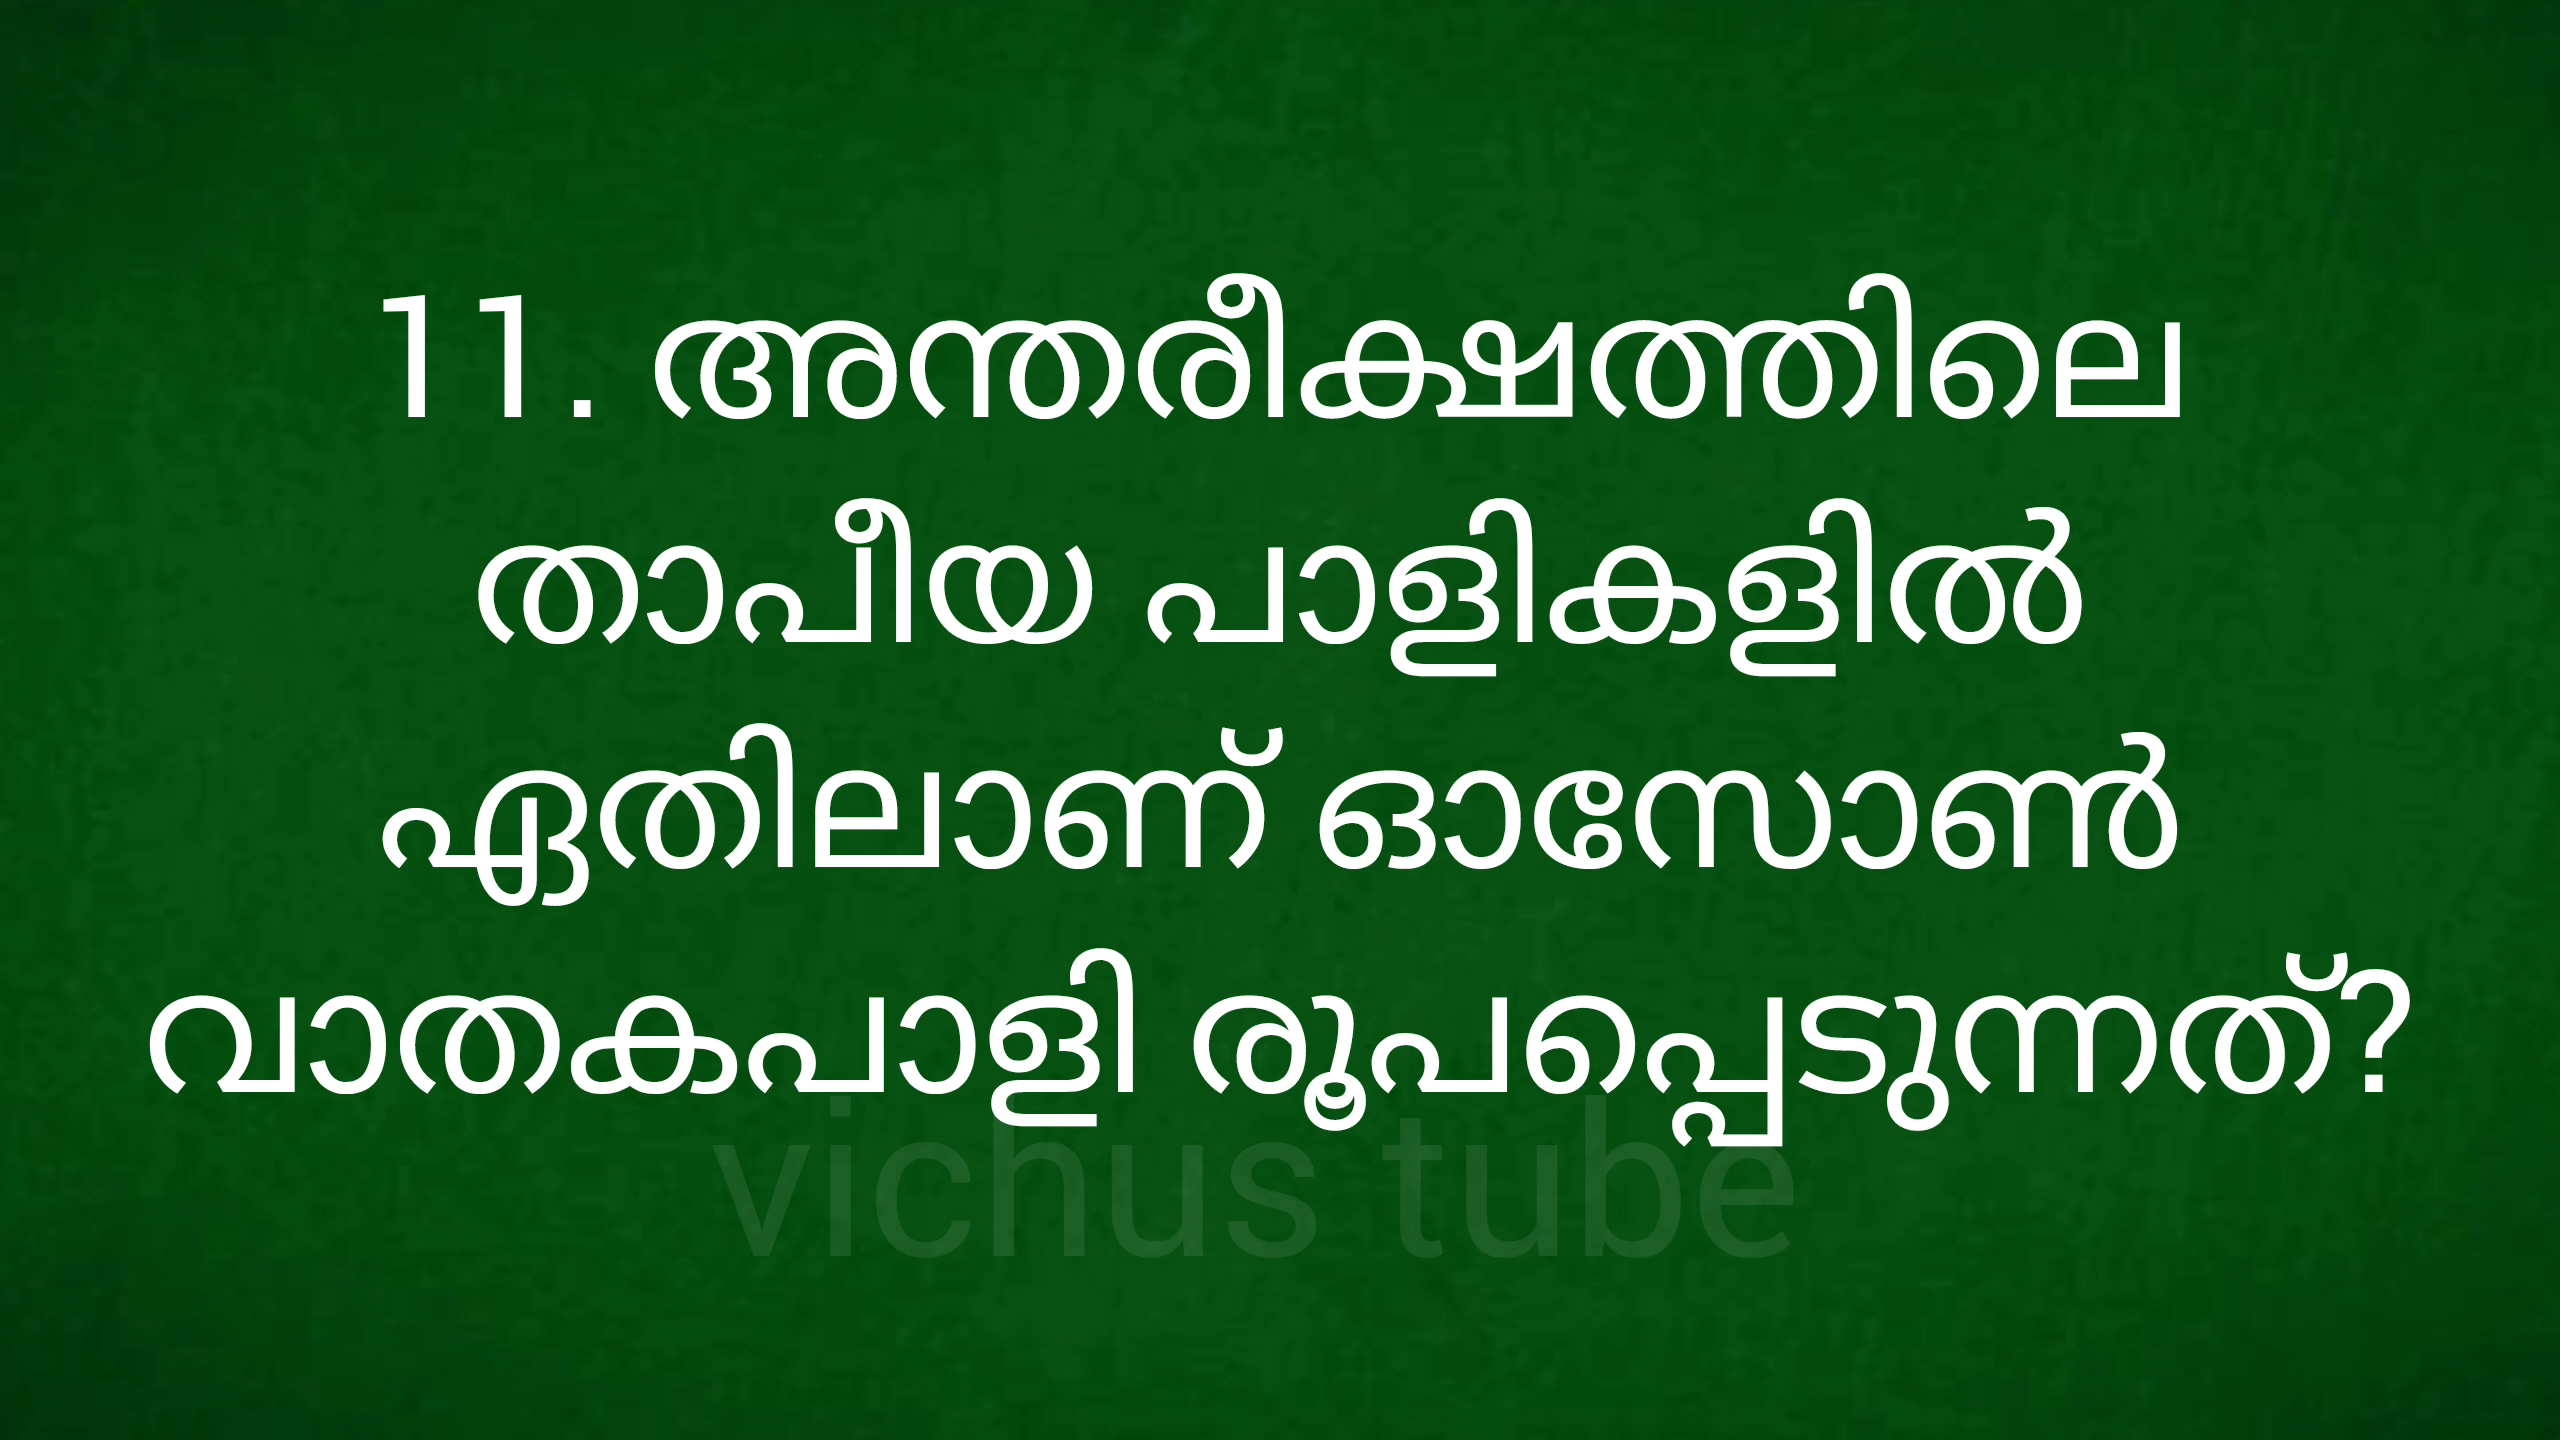 11. അന്തരീക്ഷത്തിലെ
താപീയ പാളികളിൽ
ഏതിലാണ് ഓസോൺ
വാതകപാളി രൂപപ്പെടുന്നത്?
vichus tube